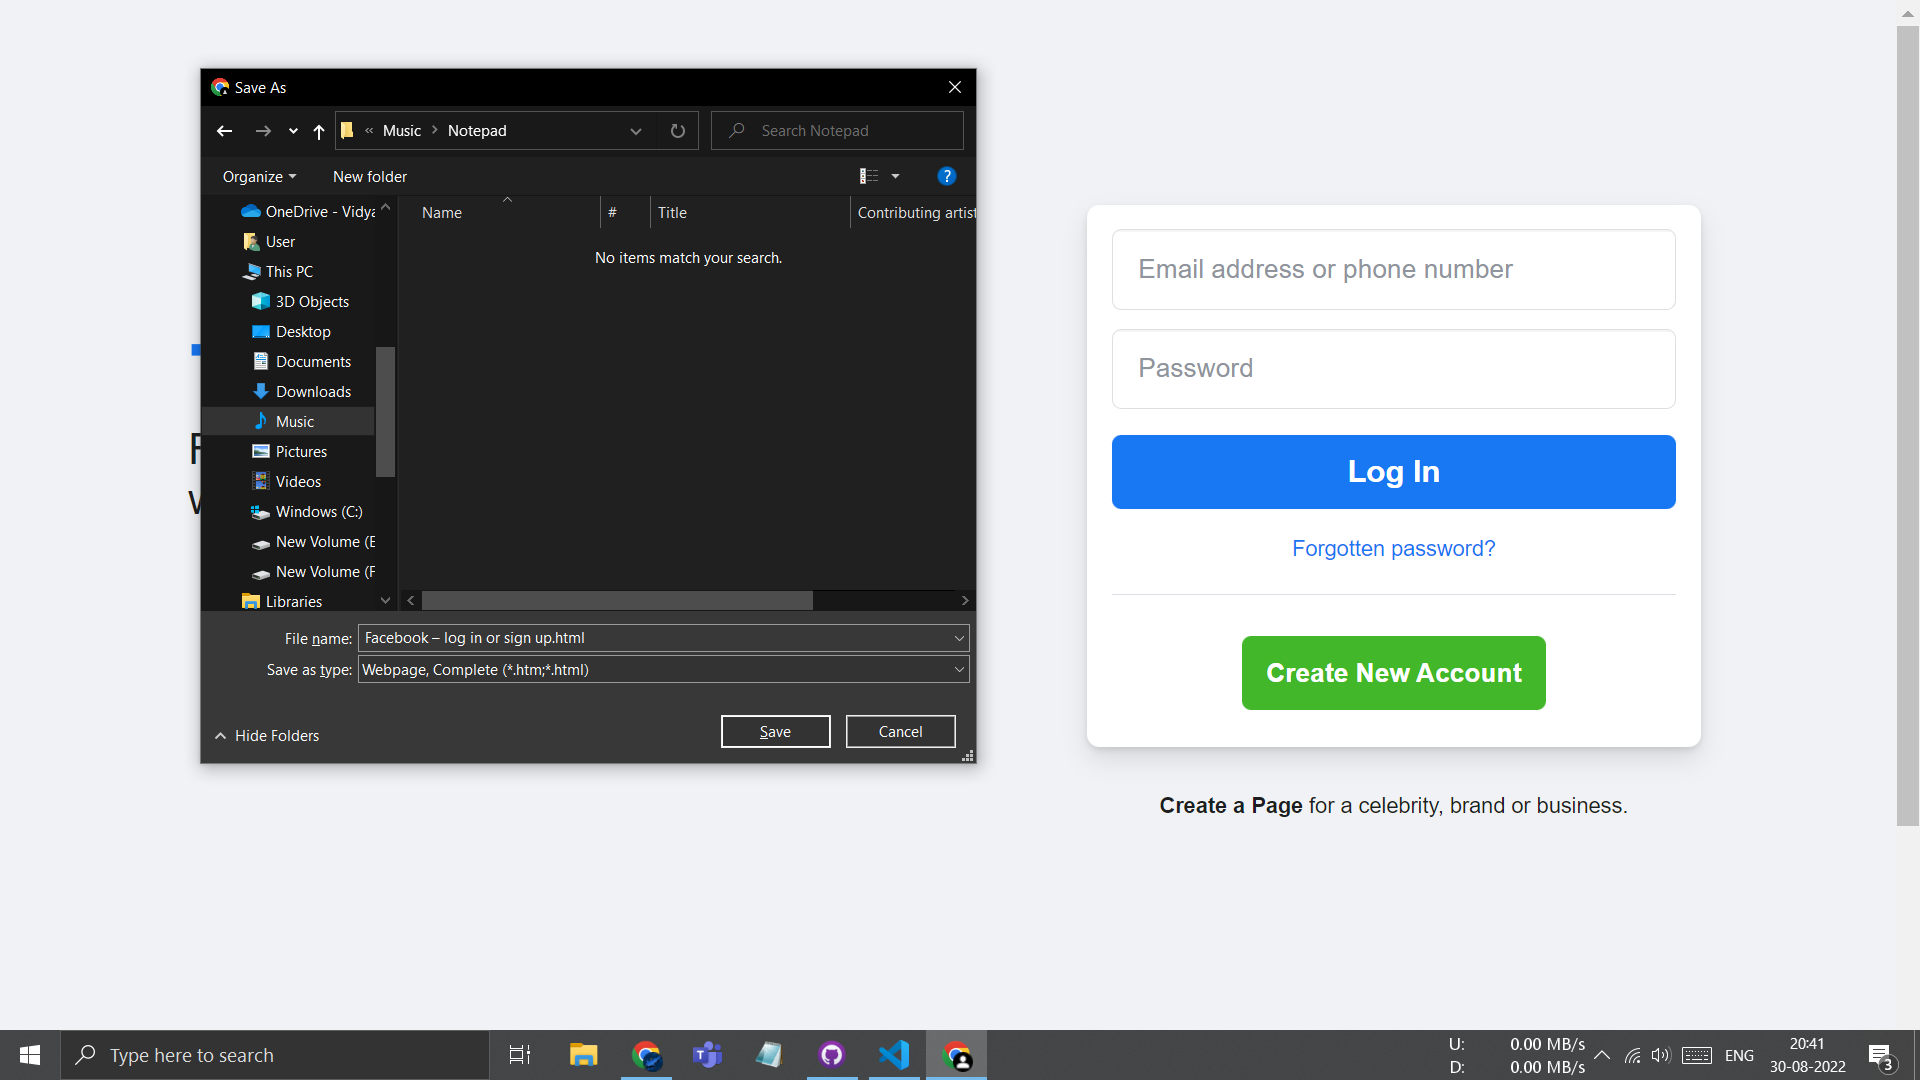 Save As
« Music > Notepad
Search Notepad
Organize
New folder
?
OneDrive - Vidya
User
This PC
3D Objects
Desktop
Documents
Downloads
Music
Pictures
Videos
Windows (C:)
New Volume (E
New Volume (F
Libraries
Name
#
Title
Contributing artist
No items match your search.
File name: Facebook – log in or sign up.html
Save as type: Webpage, Complete (*.htm;*.html)
Hide Folders
Save
Cancel
Email address or phone number
Password
Log In
Forgotten password?
Create New Account
Create a Page for a celebrity, brand or business.
Type here to search
U: 0.00 MB/s
D: 0.00 MB/s
ENG
20:41
30-08-2022
3